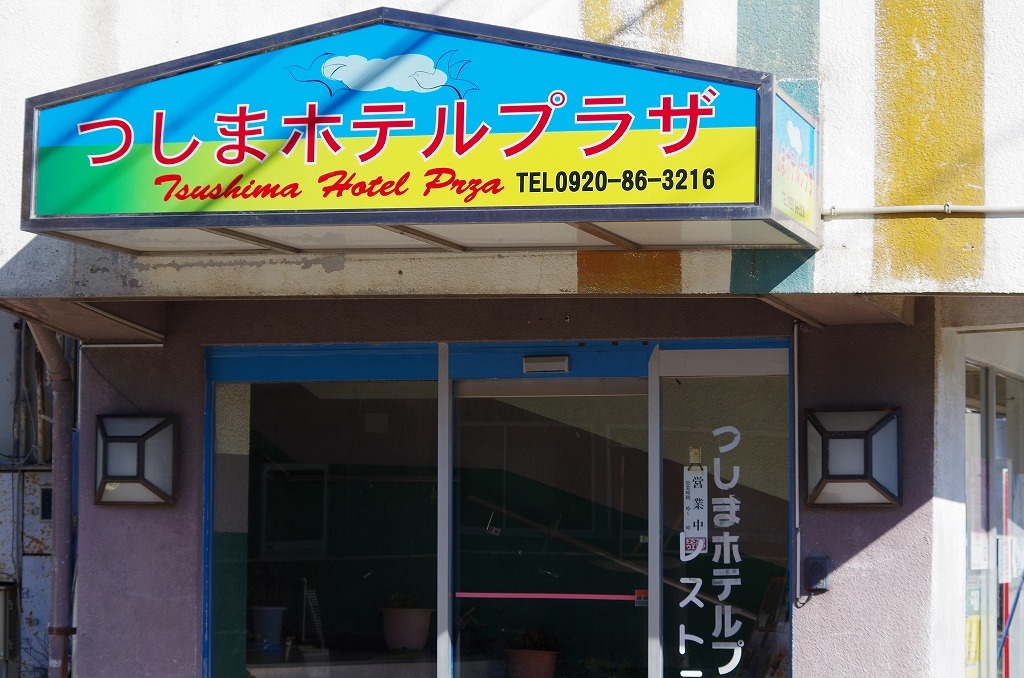 つしまホテルプラザ
Tsushima Hotel Prza TEL0920-86-3216
つしまホテルプ
レストラ
営業中